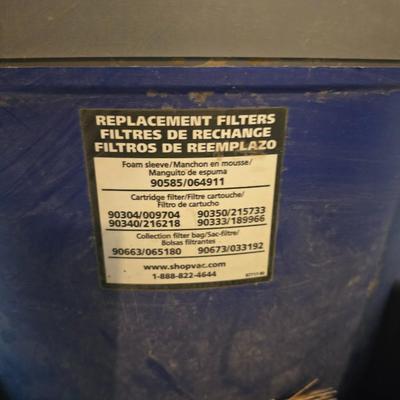 REPLACEMENT FILTERS
FILTRES DE RECHANGE
FILTROS DE REEMPLAZO
Foam sleeve/Manchon en mousse/
Manguito de espuma
90585/064911
Cartridge filter/Filtre cartouche/
Filtro de cartucho
90304/009704 90350/215733
90340/216218 90333/189966
Collection filter bag/Sac-filtre/
Bolsas filtrantes
90663/065180 90673/033192
www.shopvac.com
1-888-822-4644